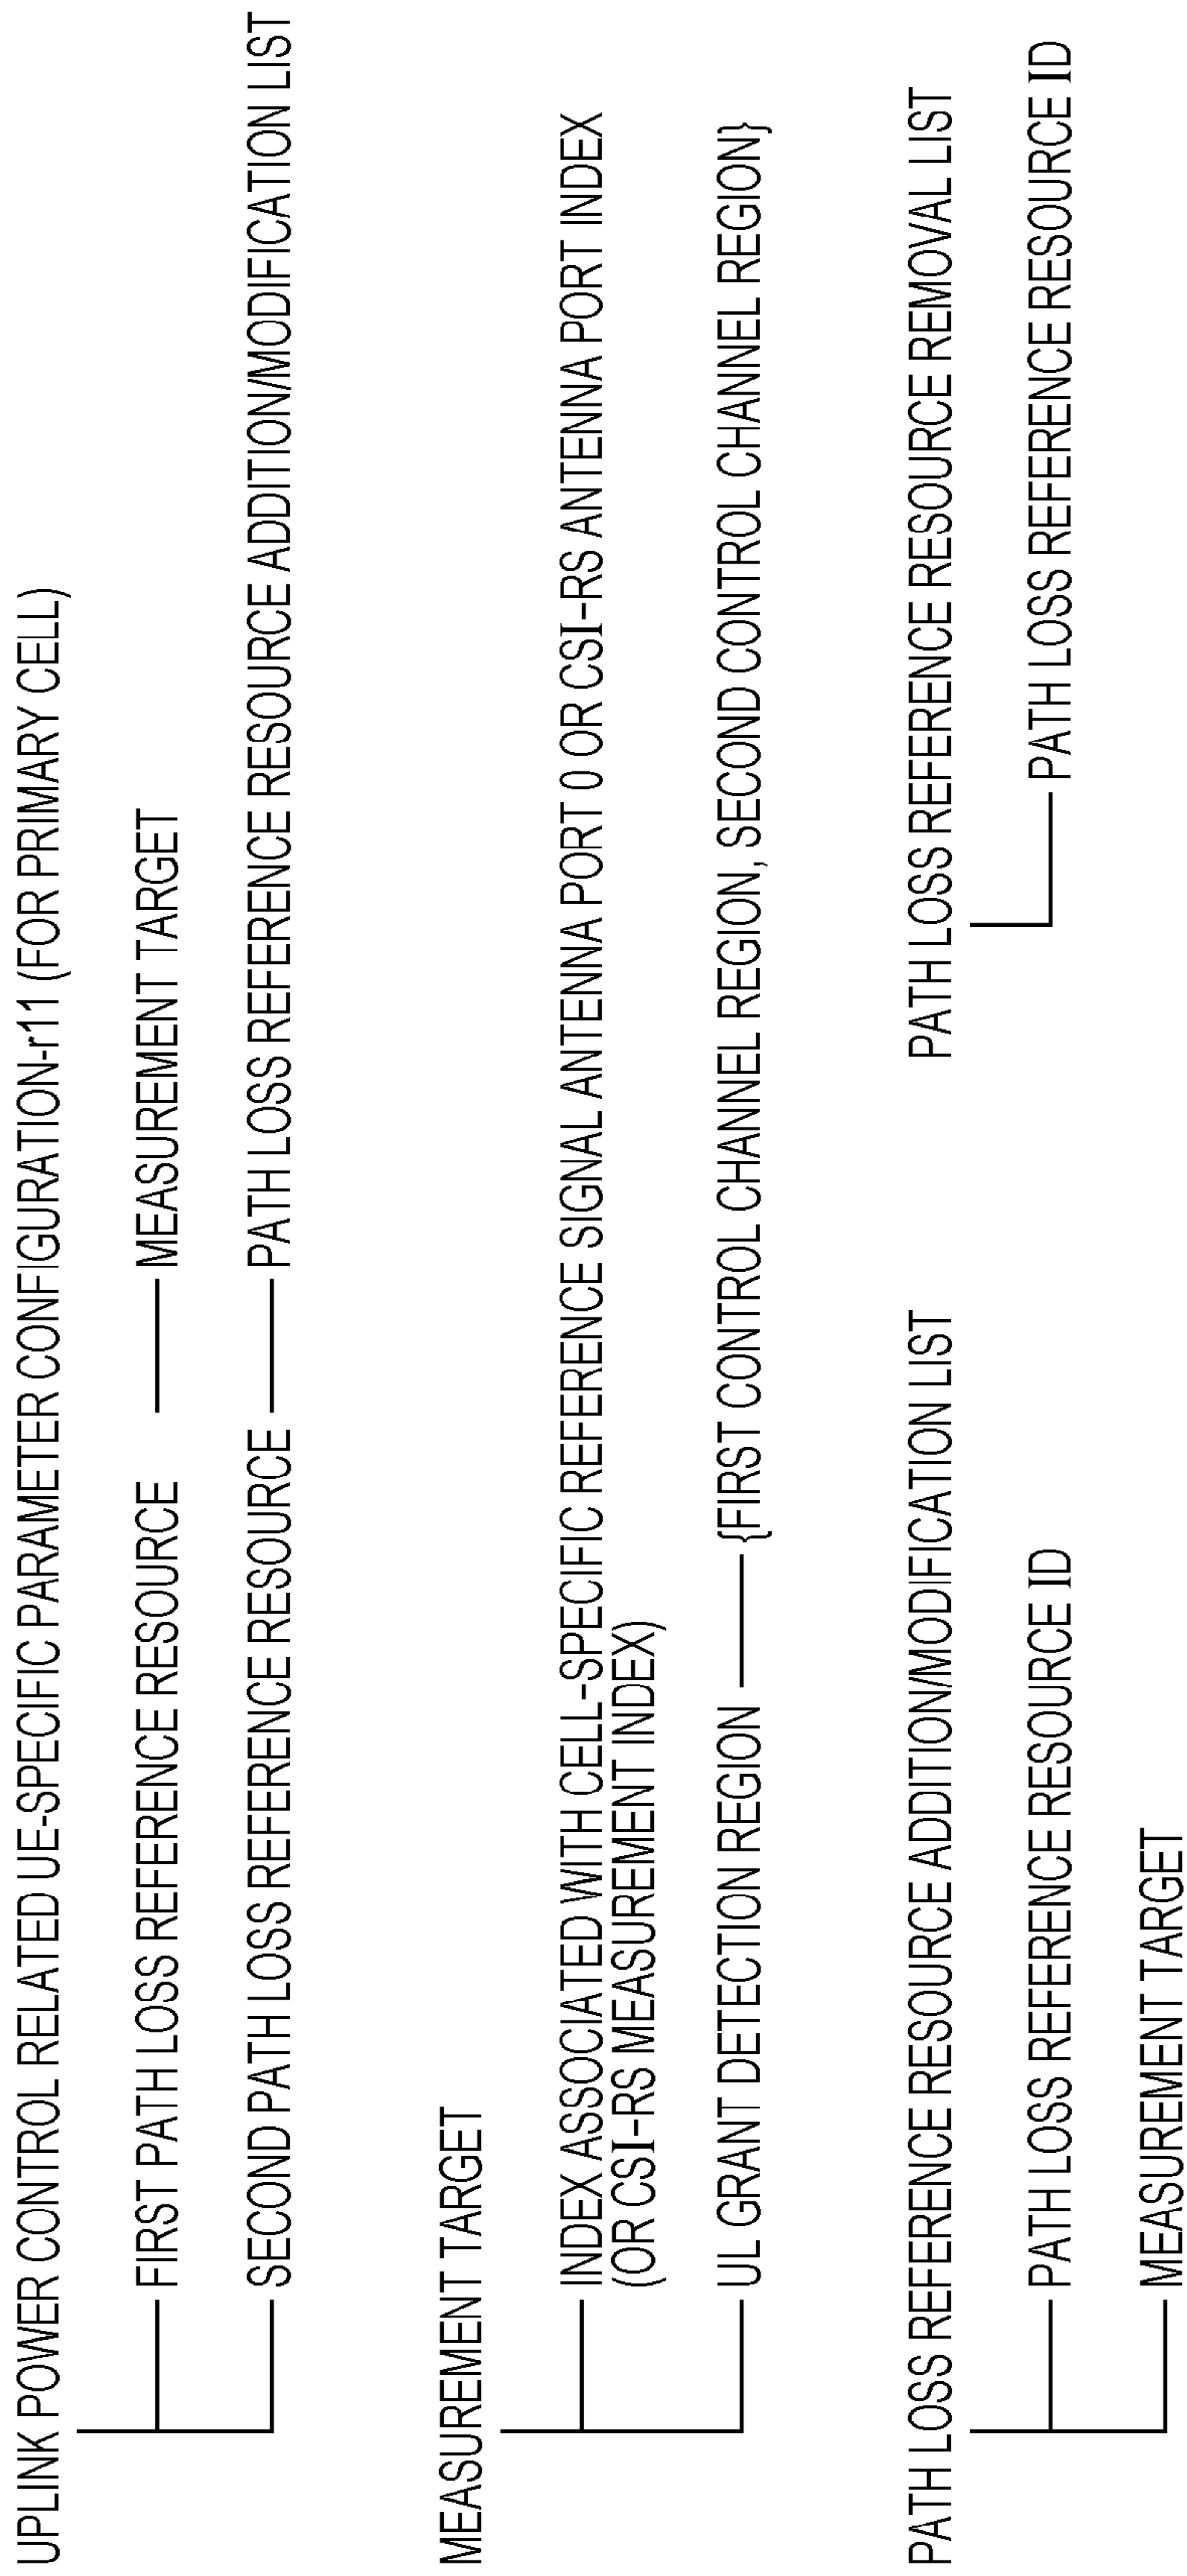 UPLINK POWER CONTROL RELATED UE-SPECIFIC PARAMETER CONFIGURATION-r11 (FOR PRIMARY CELL)
FIRST PATH LOSS REFERENCE RESOURCE MEASUREMENT TARGET
SECOND PATH LOSS REFERENCE RESOURCE PATH LOSS REFERENCE RESOURCE ADDITION/MODIFICATION LIST
MEASUREMENT TARGET
INDEX ASSOCIATED WITH CELL-SPECIFIC REFERENCE SIGNAL ANTENNA PORT 0 OR CSI-RS ANTENNA PORT INDEX
(OR CSI-RS MEASUREMENT INDEX)
UL GRANT DETECTION REGION {FIRST CONTROL CHANNEL REGION, SECOND CONTROL CHANNEL REGION}
PATH LOSS REFERENCE RESOURCE ADDITION/MODIFICATION LIST
PATH LOSS REFERENCE RESOURCE ID
MEASUREMENT TARGET
PATH LOSS REFERENCE RESOURCE REMOVAL LIST
PATH LOSS REFERENCE RESOURCE ID